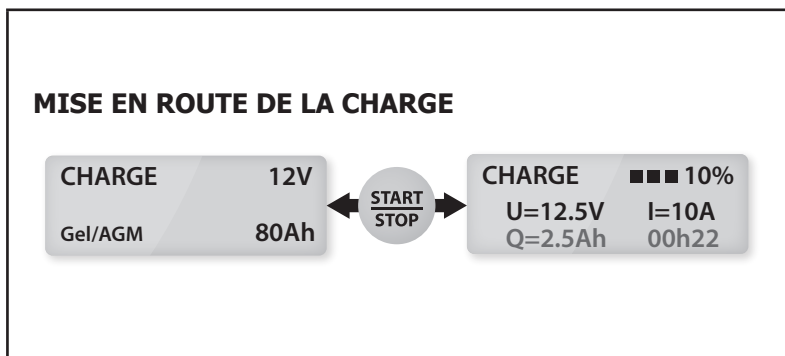 MISE EN ROUTE DE LA CHARGE
CHARGE 12V
Gel/AGM 80Ah
START
STOP
CHARGE 10%
U=12.5V I=10A
Q=2.5Ah 00h22